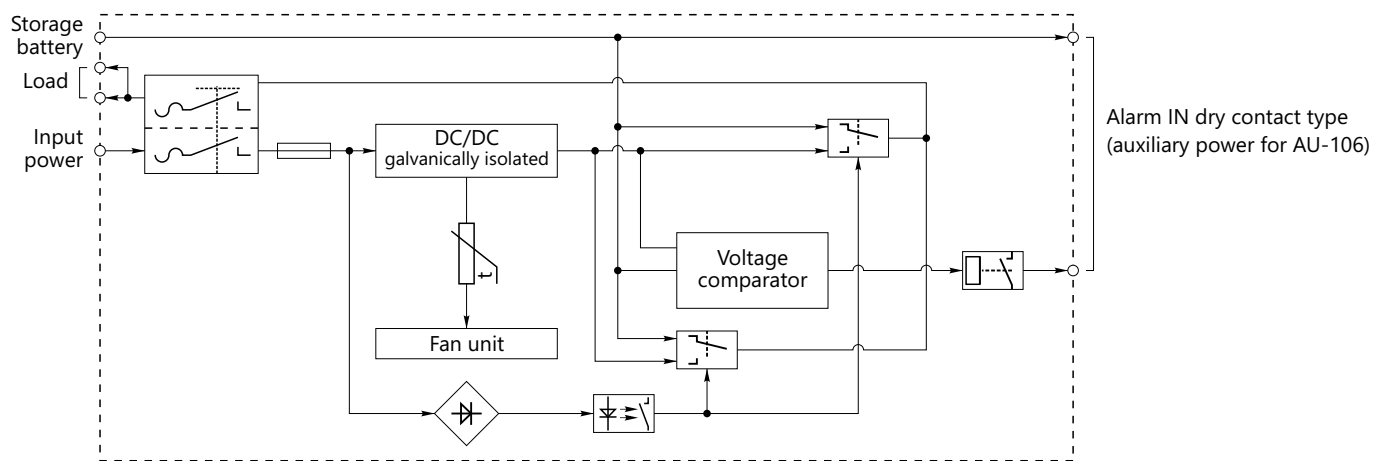 Storage
battery
Load
Input
power
DC/DC
galvanically isolated
Alarm IN dry contact type
(auxiliary power for AU-106)
Voltage
comparator
t
Fan unit